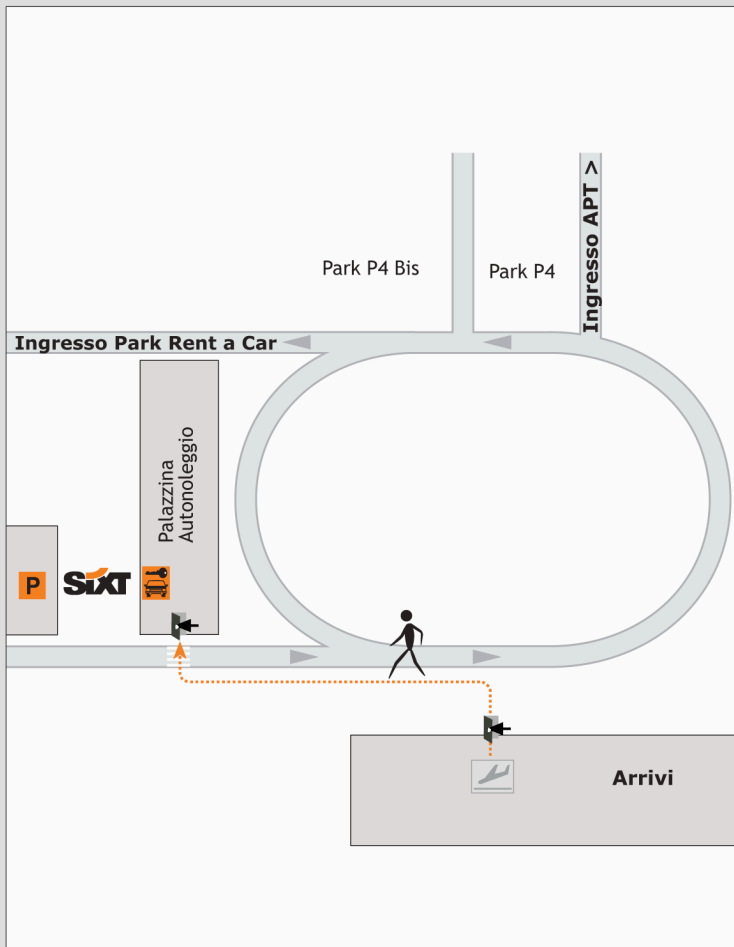 Ingresso APT >
Park P4 Bis
Park P4
Ingresso Park Rent a Car
Palazzina
Autonoleggio
P
SIXT
Arrivi